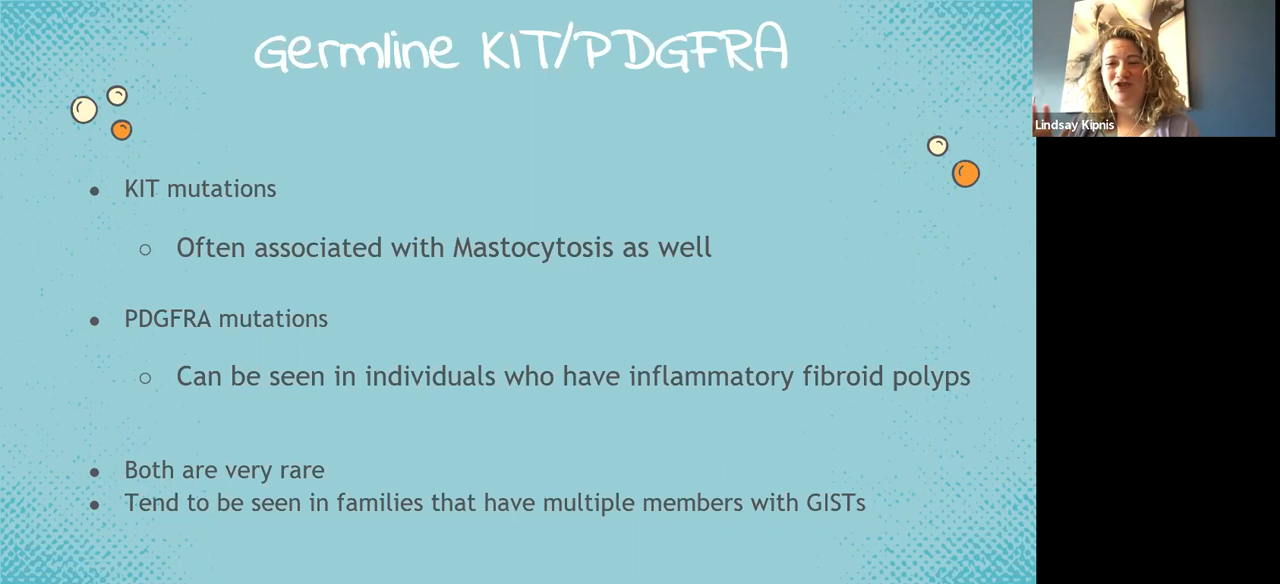 Germline KIT/PDGFRA
Lindsay Kipnis
● KIT mutations
○ Often associated with Mastocytosis as well
● PDGFRA mutations
○ Can be seen in individuals who have inflammatory fibroid polyps
● Both are very rare
● Tend to be seen in families that have multiple members with GISTs